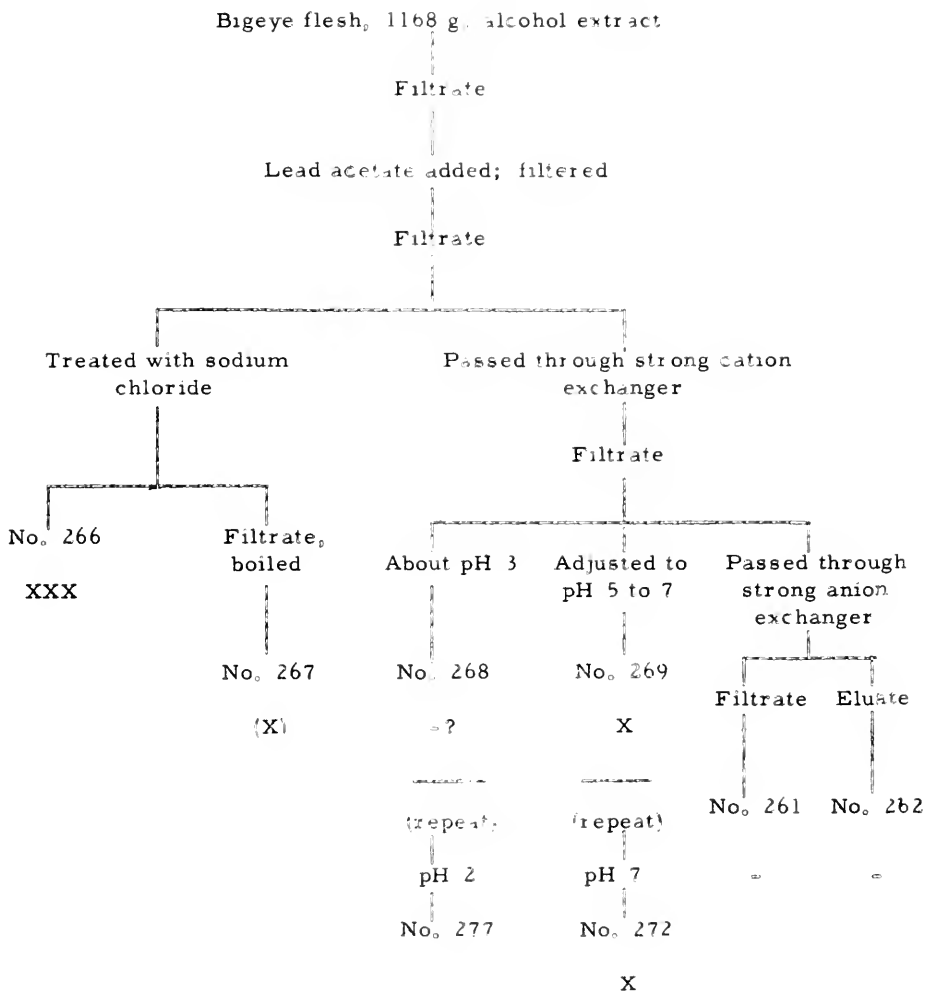 Bigeye flesh, 1168 g. alcohol extract
Filtrate
Lead acetate added; filtered
Filtrate
Treated with sodium
chloride
Passed through strong cation
exchanger
Filtrate
No. 266
XXX
Filtrate,
boiled
No. 267
(X)
About pH 3
No. 268
-?
(repeat)
pH 2
No. 277
Adjusted to
pH 5 to 7
No. 269
X
(repeat)
pH 7
No. 272
X
Passed through
strong anion
exchanger
Filtrate
No. 261
-
Eluate
No. 262
-